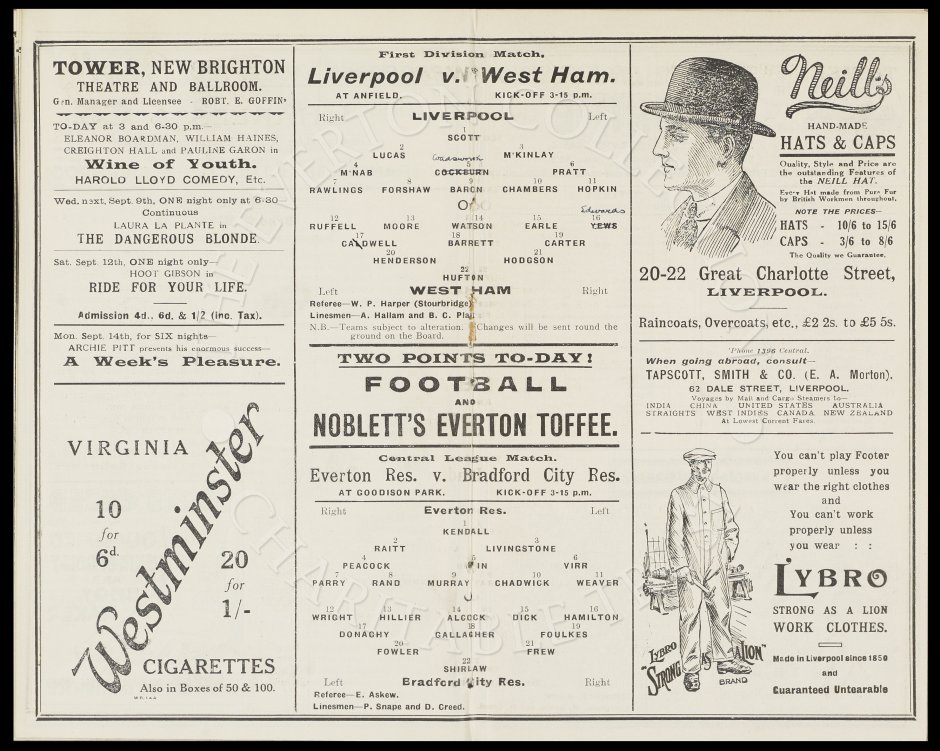 TOWER, NEW BRIGHTON
THEATRE AND BALLROOM.
Gen. Manager and Licensee - ROBT. E. GOFFIN
TO-DAY at 3 and 6-30 p.m.—
ELEANOR BOARDMAN, WILLIAM HAINES,
CREIGHTON HALL and PAULINE GARON in
Wine of Youth.
HAROLD LLOYD COMEDY, Etc.
Wed. next, Sept. 9th, ONE night only at 6-30
Continuous
LAURA LA PLANTE in
THE DANGEROUS BLONDE.
Sat. Sept. 12th, ONE night only—
HOOT GIBSON in
RIDE FOR YOUR LIFE.
Admission 4d., 6d. & 1/2 (inc. Tax).
Mon. Sept. 14th, for SIX nights—
ARCHIE PITT presents his enormous success—
A Week's Pleasure.
VIRGINIA
10
for
6d.
Westminster
20
for
1/-
CIGARETTES
Also in Boxes of 50 & 100.
First Division Match.
Liverpool v. West Ham.
AT ANFIELD. KICK-OFF 3-15 p.m.
Right LIVERPOOL Left
1
SCOTT
2 3
LUCAS M'KINLAY
Wadsworth
4 5 6
M'NAB COCKBURN PRATT
7 8 9 10 11
RAWLINGS FORSHAW BARON CHAMBERS HOPKIN
O
Edwards
12 13 14 15 16
RUFFELL MOORE WATSON EARLE YEWS
17 18 19
CALDWELL BARRETT CARTER
20 21
HENDERSON HODGSON
22
HUFTON
Left WEST HAM Right
Referee—W. P. Harper (Stourbridge)
Linesmen—A. Hallam and B. C.
N.B.—Teams subject to alteration. Changes will be sent round the
ground on the Board.
TWO POINTS TO-DAY!
FOOTBALL
AND
NOBLETT'S EVERTON TOFFEE.
Central League Match.
Everton Res. v. Bradford City Res.
AT GOODISON PARK. KICK-OFF 3-15 p.m.
Right Everton Res. Left
1
KENDALL
2 3
RAITT LIVINGSTONE
4 5 6
PEACOCK VIRR
7 8 9 10 11
PARRY RAND MURRAY CHADWICK WEAVER
12 13 14 15 16
WRIGHT HILLIER ALCOCK DICK HAMILTON
17 18 19
DONACHY GALLAGHER FOULKES
20 21
FOWLER FREW
22
SHIRLAW
Left Bradford City Res. Right
Referee—E. Askew.
Linesmen—P. Snape and D. Creed.
Neill's
HAND-MADE
HATS & CAPS
Quality, Style and Price are
the outstanding Features of
the NEILL HAT.
Every Hat made from Pure Fur
by British Workmen throughout.
NOTE THE PRICES—
HATS - 10/6 to 15/6
CAPS - 3/6 to 8/6
The Quality we Guarantee.
20-22 Great Charlotte Street,
LIVERPOOL.
Raincoats, Overcoats, etc., £2 2s. to £5 5s.
'Phone 1396 Central.
When going abroad, consult—
TAPSCOTT, SMITH & CO. (E. A. Morton).
62 DALE STREET, LIVERPOOL.
Voyages by Mail and Cargo Steamers to—
INDIA CHINA UNITED STATES AUSTRALIA
STRAIGHTS WEST INDIES CANADA NEW ZEALAND
At Lowest Current Fares.
You can't play Footer
properly unless you
wear the right clothes
and
You can't work
properly unless
you wear : :
LYBRO
STRONG AS A LION
WORK CLOTHES.
Made in Liverpool since 1850
and
Guaranteed Untearable
LYBRO
"STRONG AS A LION"
BRAND